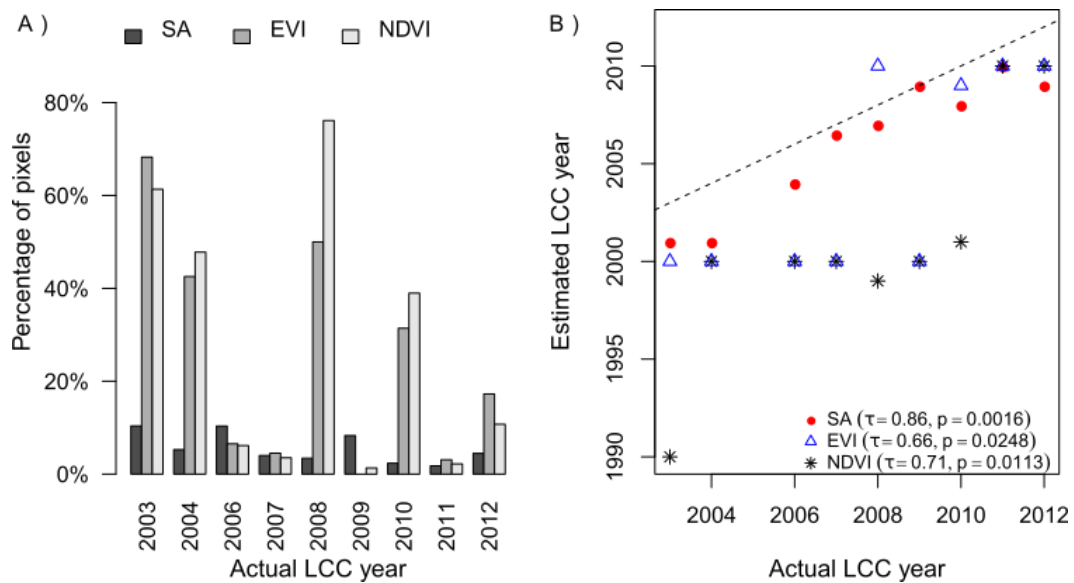 A )
SA EVI NDVI
Percentage of pixels
80%
60%
40%
20%
0%
2003 2004 2006 2007 2008 2009 2010 2011 2012
Actual LCC year
B )
Estimated LCC year
2010
2005
2000
1995
1990
SA (τ = 0.86, p = 0.0016)
EVI (τ = 0.66, p = 0.0248)
NDVI (τ = 0.71, p = 0.0113)
2004 2006 2008 2010 2012
Actual LCC year